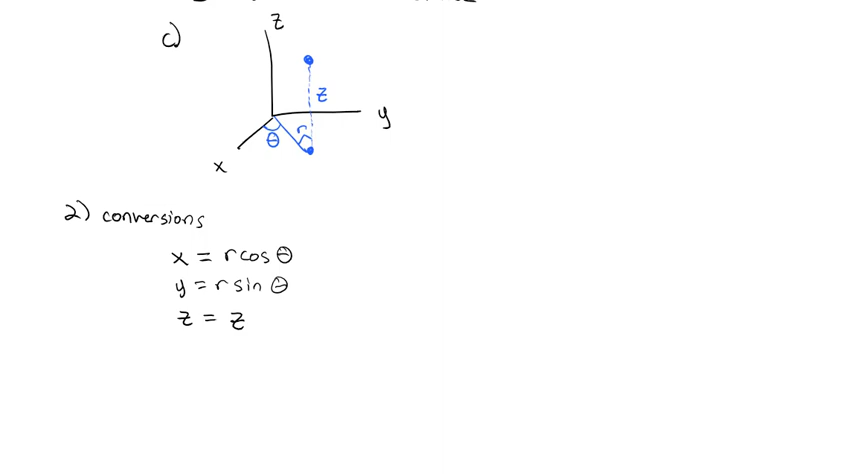 c)
z
z
y
r
θ
x
2) conversions
x = r cos θ
y = r sin θ
z = z